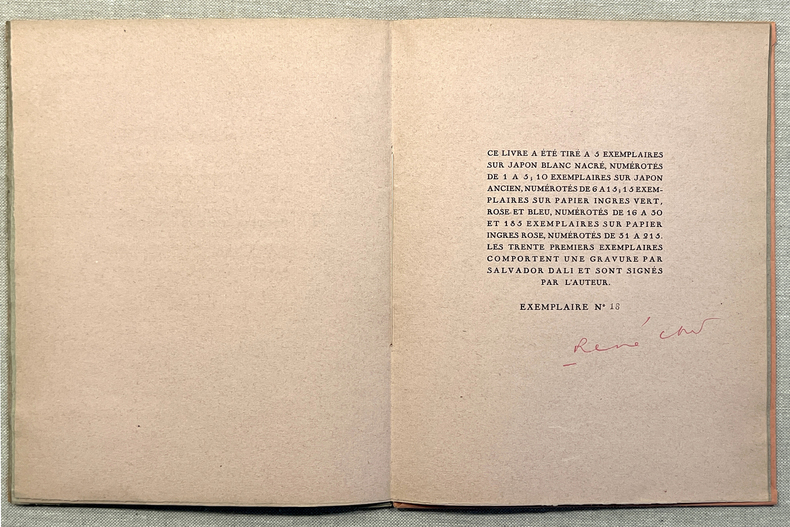 CE LIVRE A ÉTÉ TIRÉ A 5 EXEMPLAIRES
SUR JAPON BLANC NACRÉ, NUMÉROTÉS
DE 1 A 5; 10 EXEMPLAIRES SUR JAPON
ANCIEN, NUMÉROTÉS DE 6 A 15; 15 EXEM-
PLAIRES SUR PAPIER INGRES VERT,
ROSE ET BLEU, NUMÉROTÉS DE 16 A 30
ET 185 EXEMPLAIRES SUR PAPIER
INGRES ROSE, NUMÉROTÉS DE 31 A 215.
LES TRENTE PREMIERS EXEMPLAIRES
COMPORTENT UNE GRAVURE PAR
SALVADOR DALI ET SONT SIGNÉS
PAR L'AUTEUR.
EXEMPLAIRE N° 18
René Char